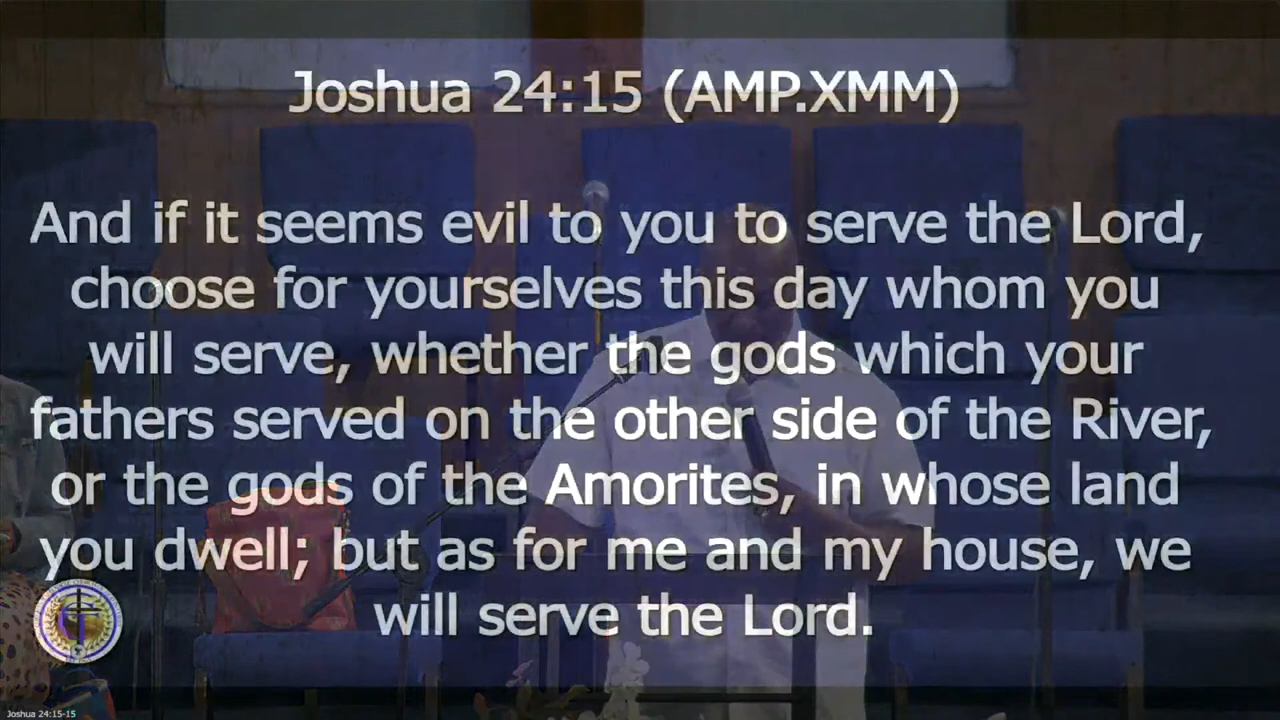 Joshua 24:15 (AMP.XMM)
And if it seems evil to you to serve the Lord,
choose for yourselves this day whom you
will serve, whether the gods which your
fathers served on the other side of the River,
or the gods of the Amorites, in whose land
you dwell; but as for me and my house, we
will serve the Lord.
Joshua 24:15-15